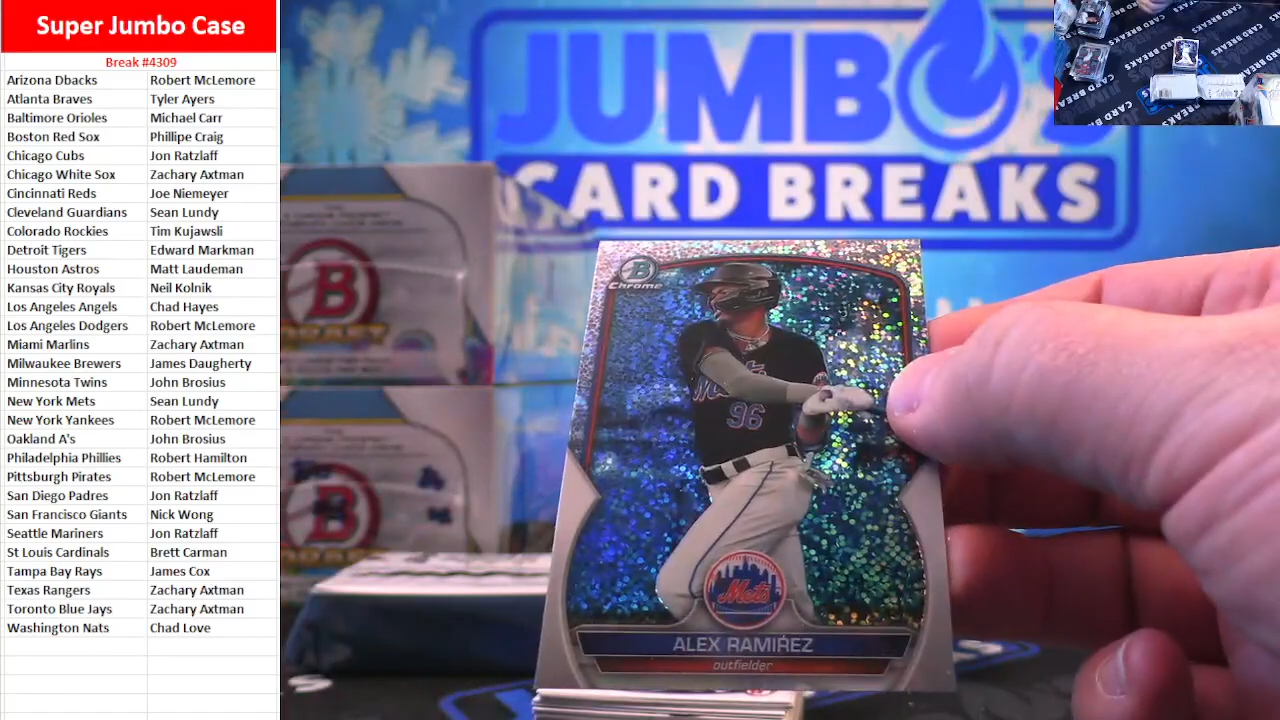 Super Jumbo Case
Break #4309
Arizona Dbacks Robert McLemore
Atlanta Braves Tyler Ayers
Baltimore Orioles Michael Carr
Boston Red Sox Phillipe Craig
Chicago Cubs Jon Ratzlaff
Chicago White Sox Zachary Axtman
Cincinnati Reds Joe Niemeyer
Cleveland Guardians Sean Lundy
Colorado Rockies Tim Kujawsli
Detroit Tigers Edward Markman
Houston Astros Matt Laudeman
Kansas City Royals Neil Kolnik
Los Angeles Angels Chad Hayes
Los Angeles Dodgers Robert McLemore
Miami Marlins Zachary Axtman
Milwaukee Brewers James Daugherty
Minnesota Twins John Brosius
New York Mets Sean Lundy
New York Yankees Robert McLemore
Oakland A's John Brosius
Philadelphia Phillies Robert Hamilton
Pittsburgh Pirates Robert McLemore
San Diego Padres Jon Ratzlaff
San Francisco Giants Nick Wong
Seattle Mariners Jon Ratzlaff
St Louis Cardinals Brett Carman
Tampa Bay Rays James Cox
Texas Rangers Zachary Axtman
Toronto Blue Jays Zachary Axtman
Washington Nats Chad Love
JUMBO'S
CARD BREAKS
B
Chrome
96
Mets
ALEX RAMÍREZ
outfielder
B
B
CARD BREAKS